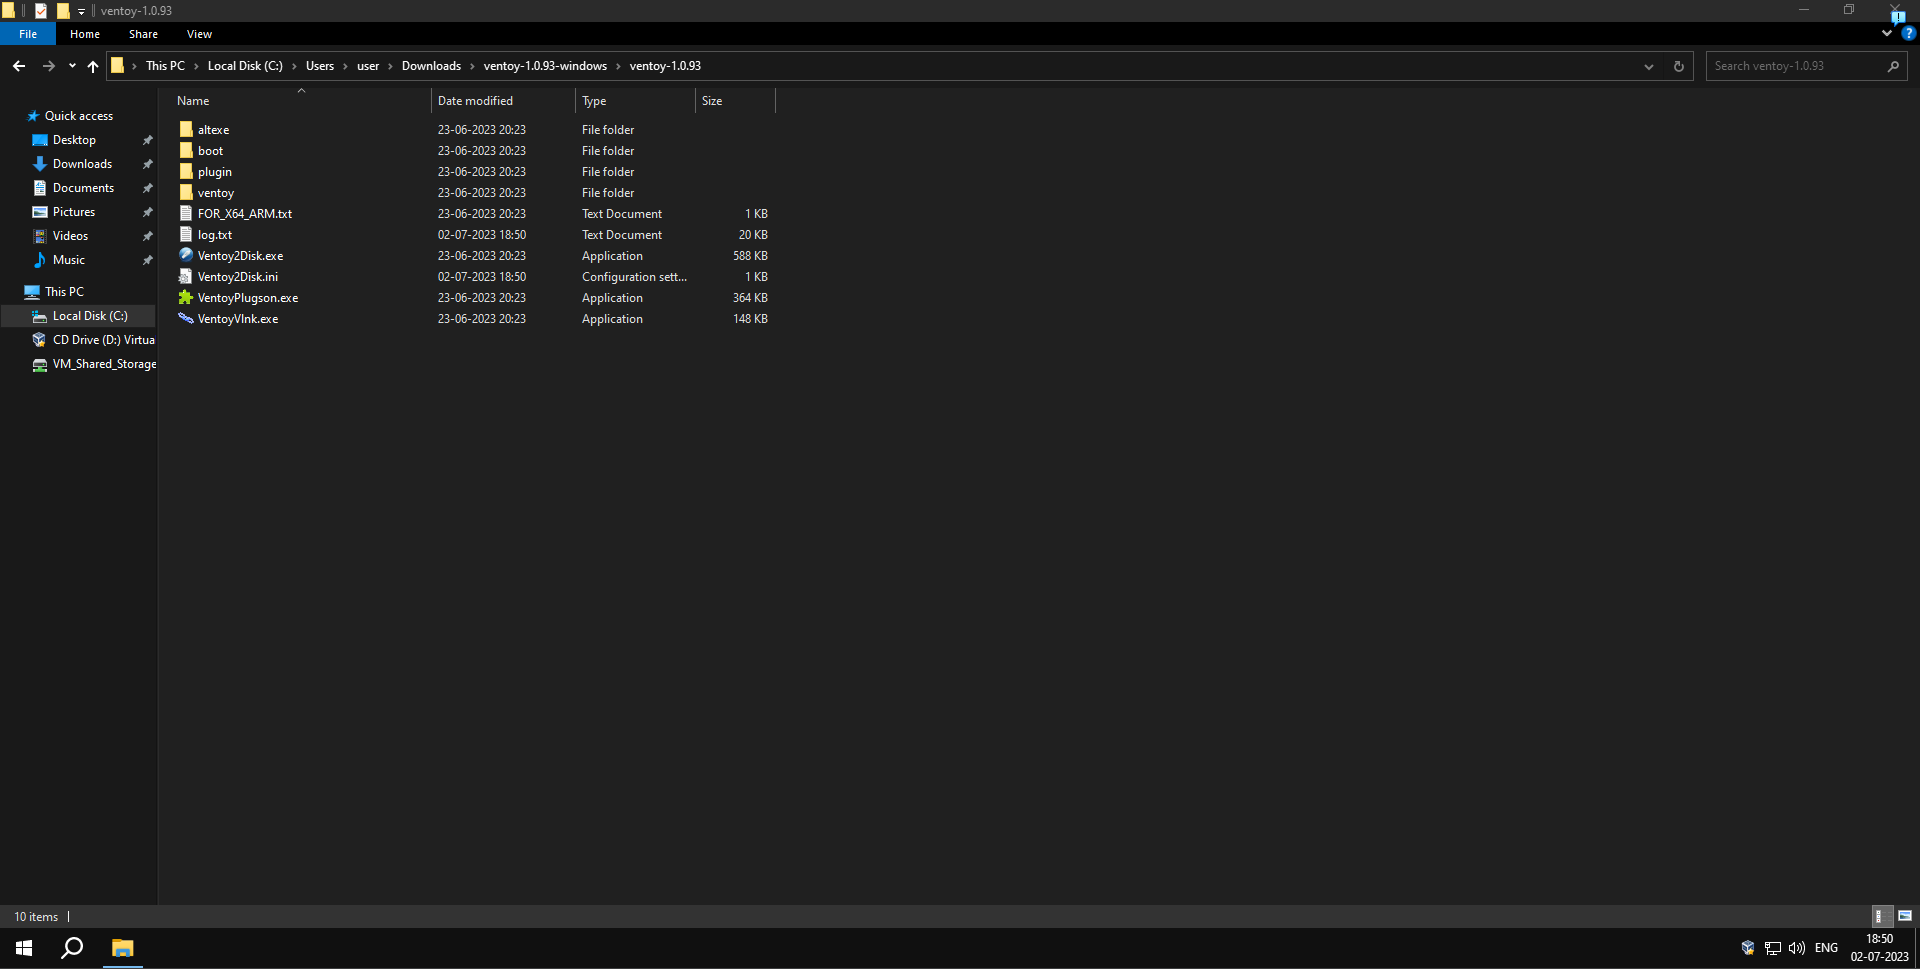 ventoy-1.0.93
File Home Share View
This PC Local Disk (C:) Users user Downloads ventoy-1.0.93-windows ventoy-1.0.93 Search ventoy-1.0.93
Name Date modified Type Size
Quick access
Desktop
Downloads
Documents
Pictures
Videos
Music
This PC
Local Disk (C:)
CD Drive (D:) Virtua
VM_Shared_Storage
altexe 23-06-2023 20:23 File folder
boot 23-06-2023 20:23 File folder
plugin 23-06-2023 20:23 File folder
ventoy 23-06-2023 20:23 File folder
FOR_X64_ARM.txt 23-06-2023 20:23 Text Document 1 KB
log.txt 02-07-2023 18:50 Text Document 20 KB
Ventoy2Disk.exe 23-06-2023 20:23 Application 588 KB
Ventoy2Disk.ini 02-07-2023 18:50 Configuration sett... 1 KB
VentoyPlugson.exe 23-06-2023 20:23 Application 364 KB
VentoyVlnk.exe 23-06-2023 20:23 Application 148 KB
10 items
ENG
18:50
02-07-2023